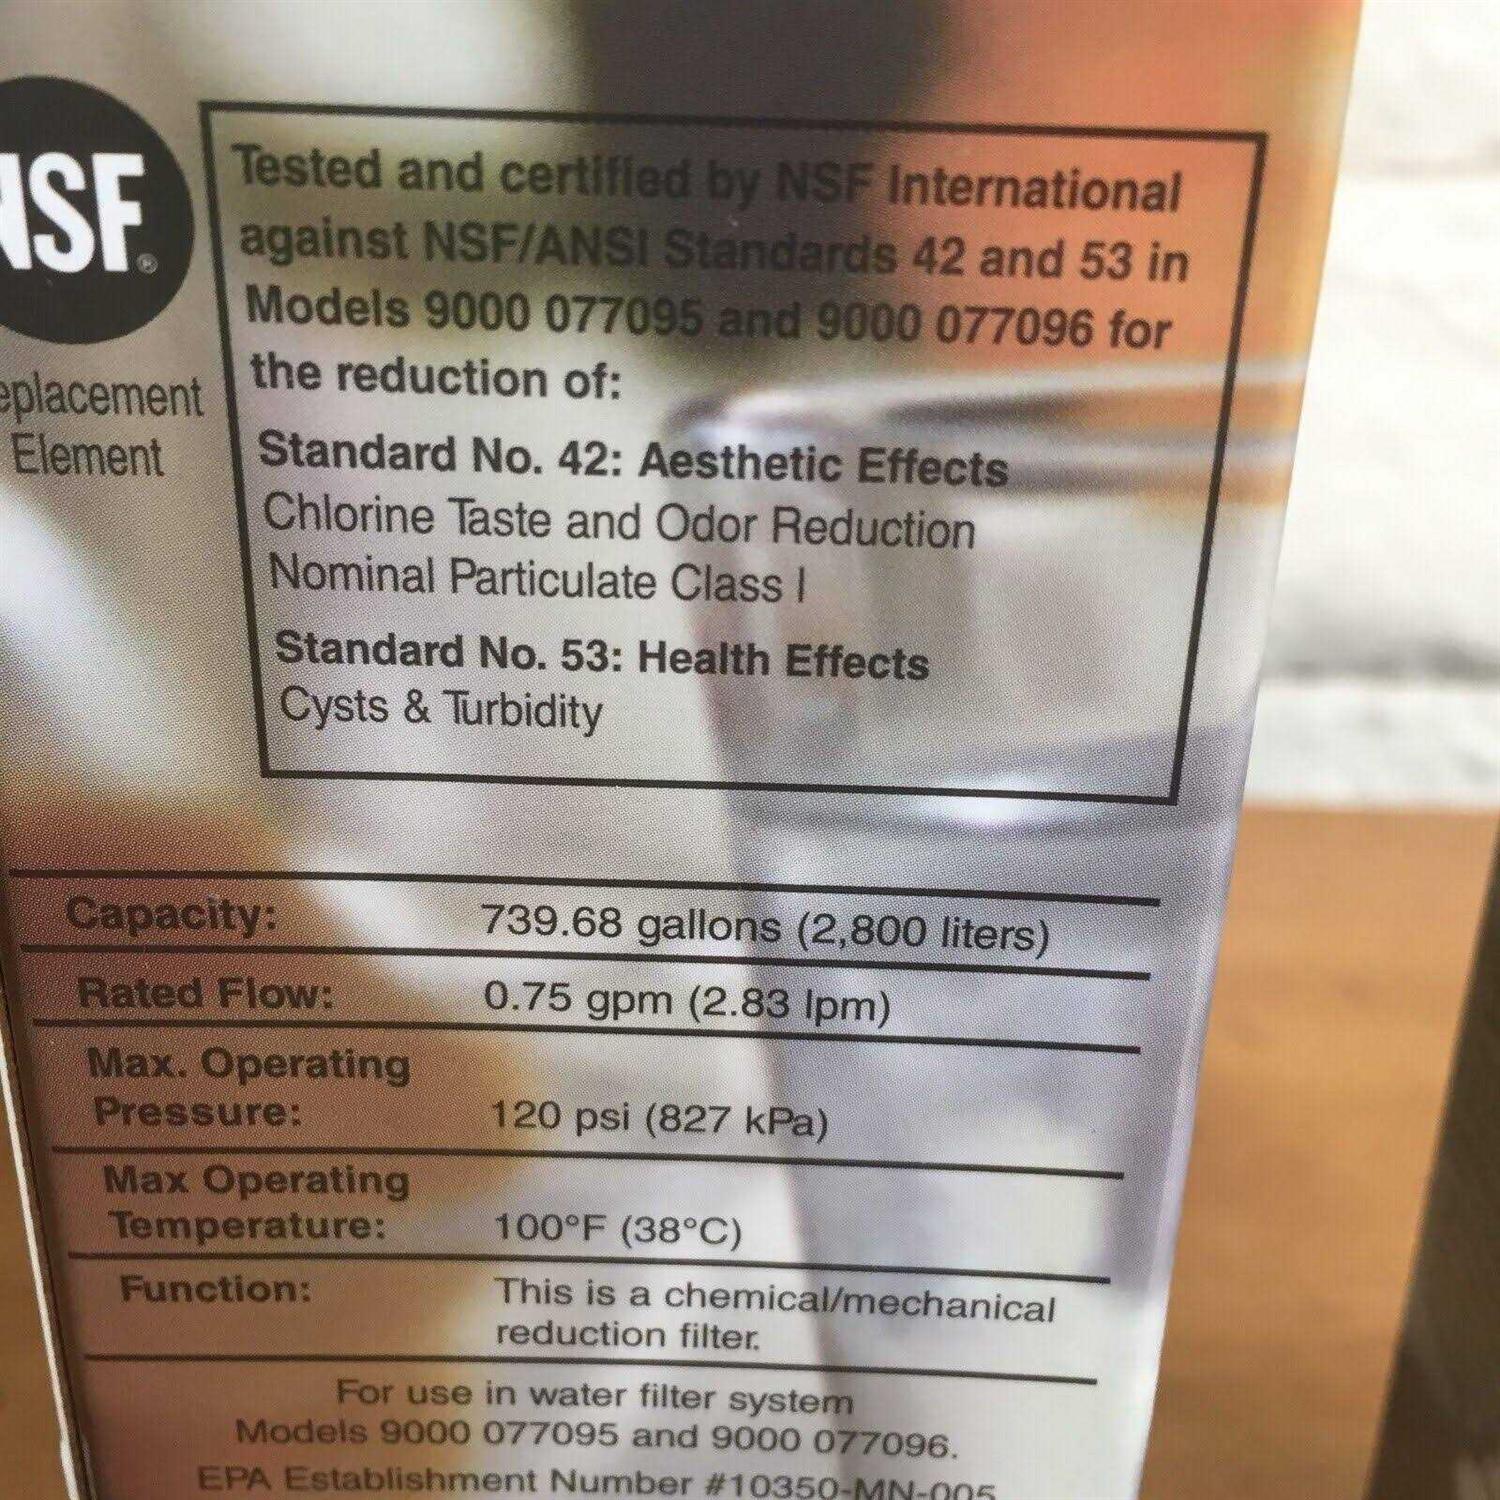 NSF®
Replacement
Element
Tested and certified by NSF International
against NSF/ANSI Standards 42 and 53 in
Models 9000 077095 and 9000 077096 for
the reduction of:
Standard No. 42: Aesthetic Effects
Chlorine Taste and Odor Reduction
Nominal Particulate Class I
Standard No. 53: Health Effects
Cysts & Turbidity
Capacity: 739.68 gallons (2,800 liters)
Rated Flow: 0.75 gpm (2.83 lpm)
Max. Operating
Pressure: 120 psi (827 kPa)
Max Operating
Temperature: 100°F (38°C)
Function: This is a chemical/mechanical
reduction filter.
For use in water filter system
Models 9000 077095 and 9000 077096.
EPA Establishment Number #10350-MN-005